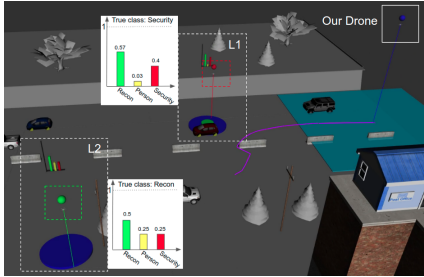 Our Drone
True class: Security
1
0.57
0.03
0.4
Recon
Person
Security
L1
L2
True class: Recon
1
0.5
0.25
0.25
Recon
Person
Security